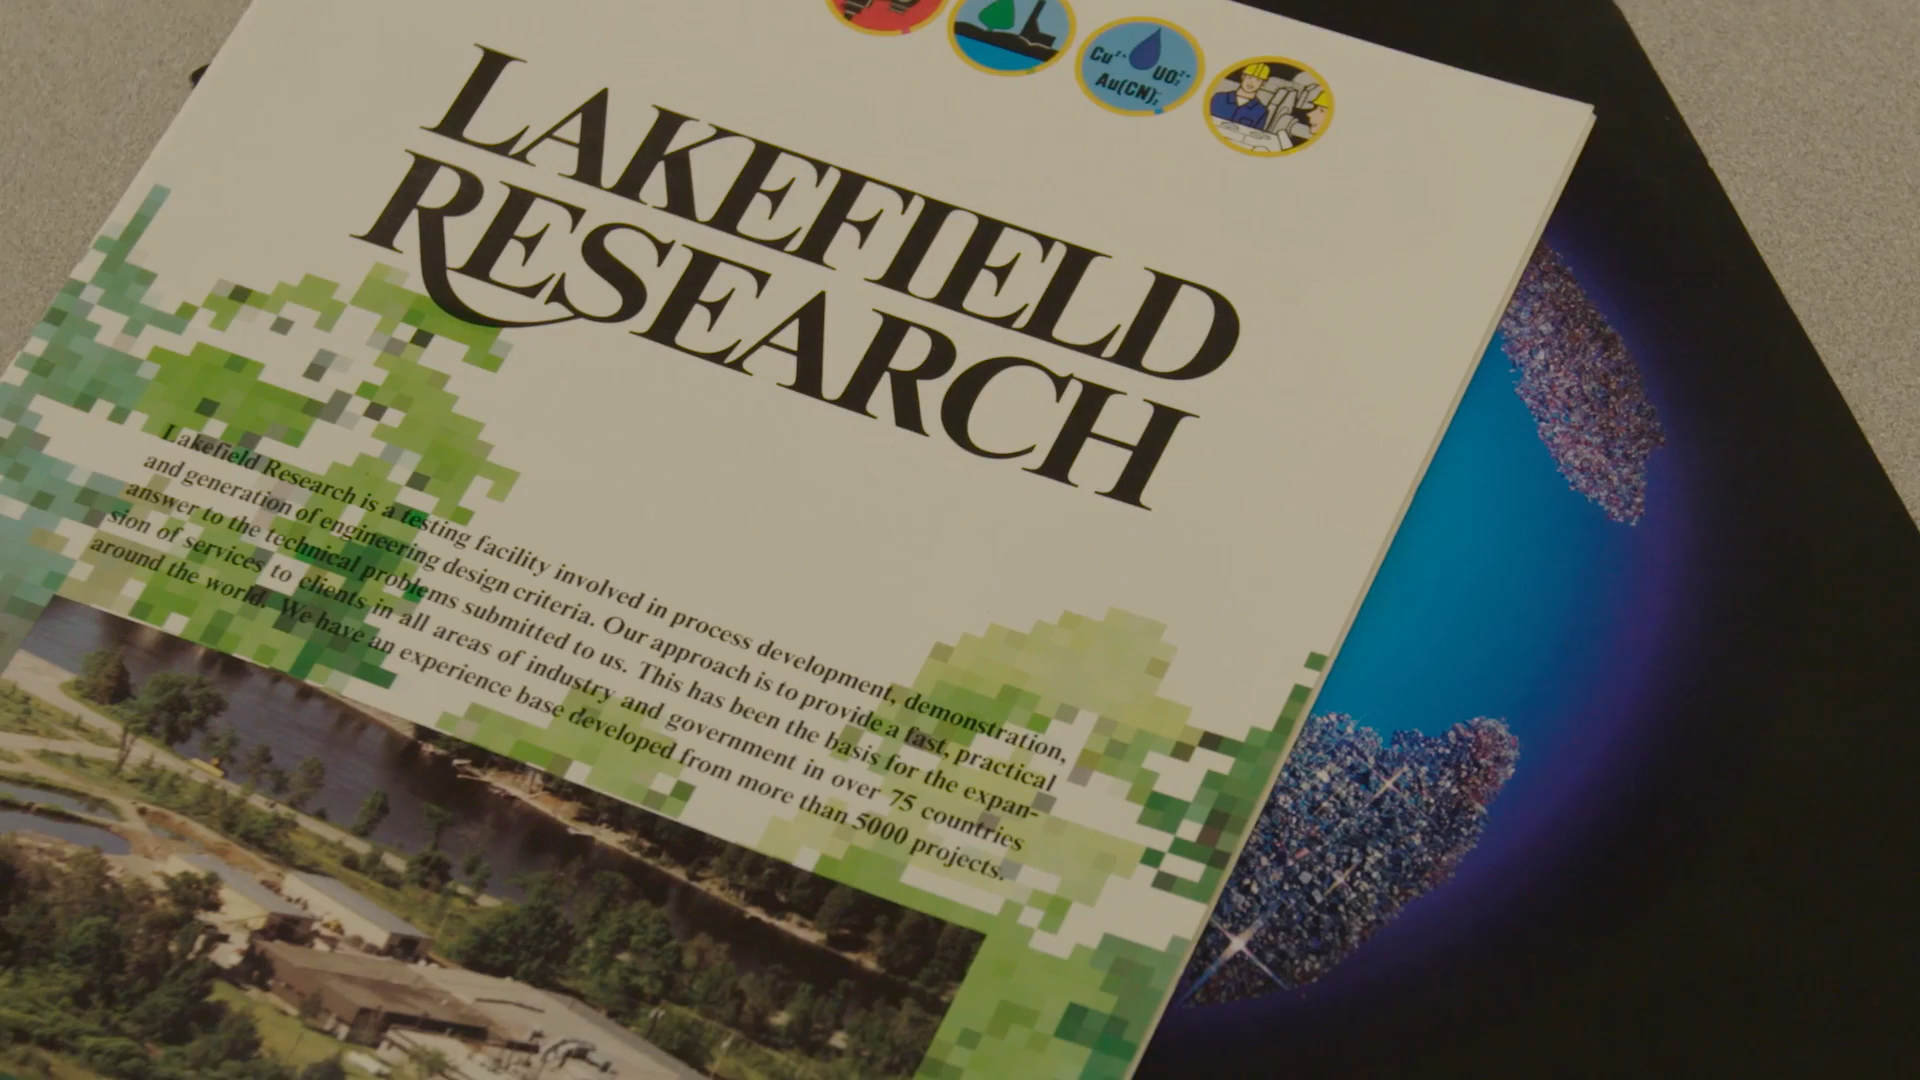 Cu²⁺ UO₂²⁺
Au(CN)₂⁻
LAKEFIELD
RESEARCH
Lakefield Research is a testing facility involved in process development, demonstration,
and generation of engineering design criteria. Our approach is to provide a fast, practical
answer to the technical problems submitted to us. This has been the basis for the expan-
sion of services to clients in all areas of industry and government in over 75 countries
around the world. We have an experience base developed from more than 5000 projects.